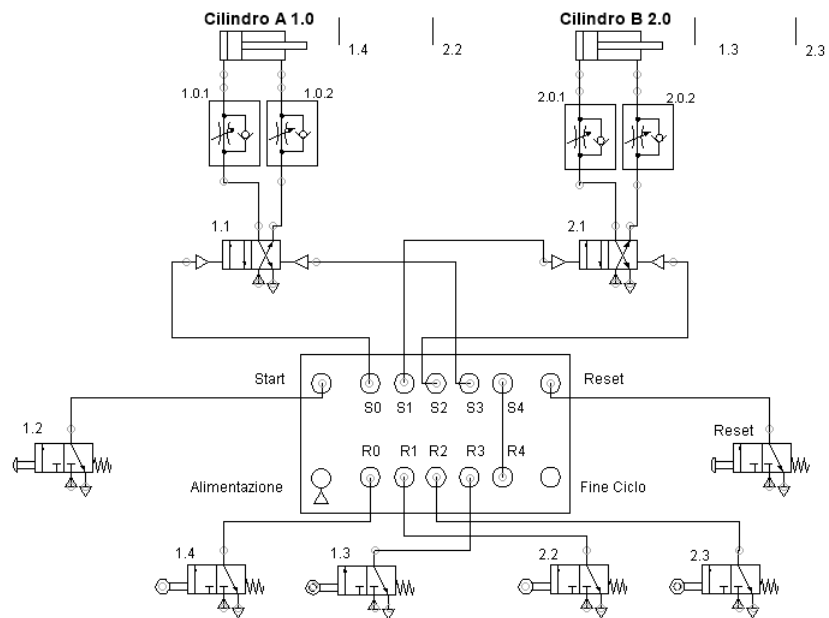 Cilindro A 1.0
Cilindro B 2.0
1.4
2.2
1.3
2.3
1.0.1
1.0.2
2.0.1
2.0.2
1.1
2.1
Start
Reset
S0 S1 S2 S3 S4
1.2
Reset
R0 R1 R2 R3 R4
Alimentazione
Fine Ciclo
1.4
1.3
2.2
2.3